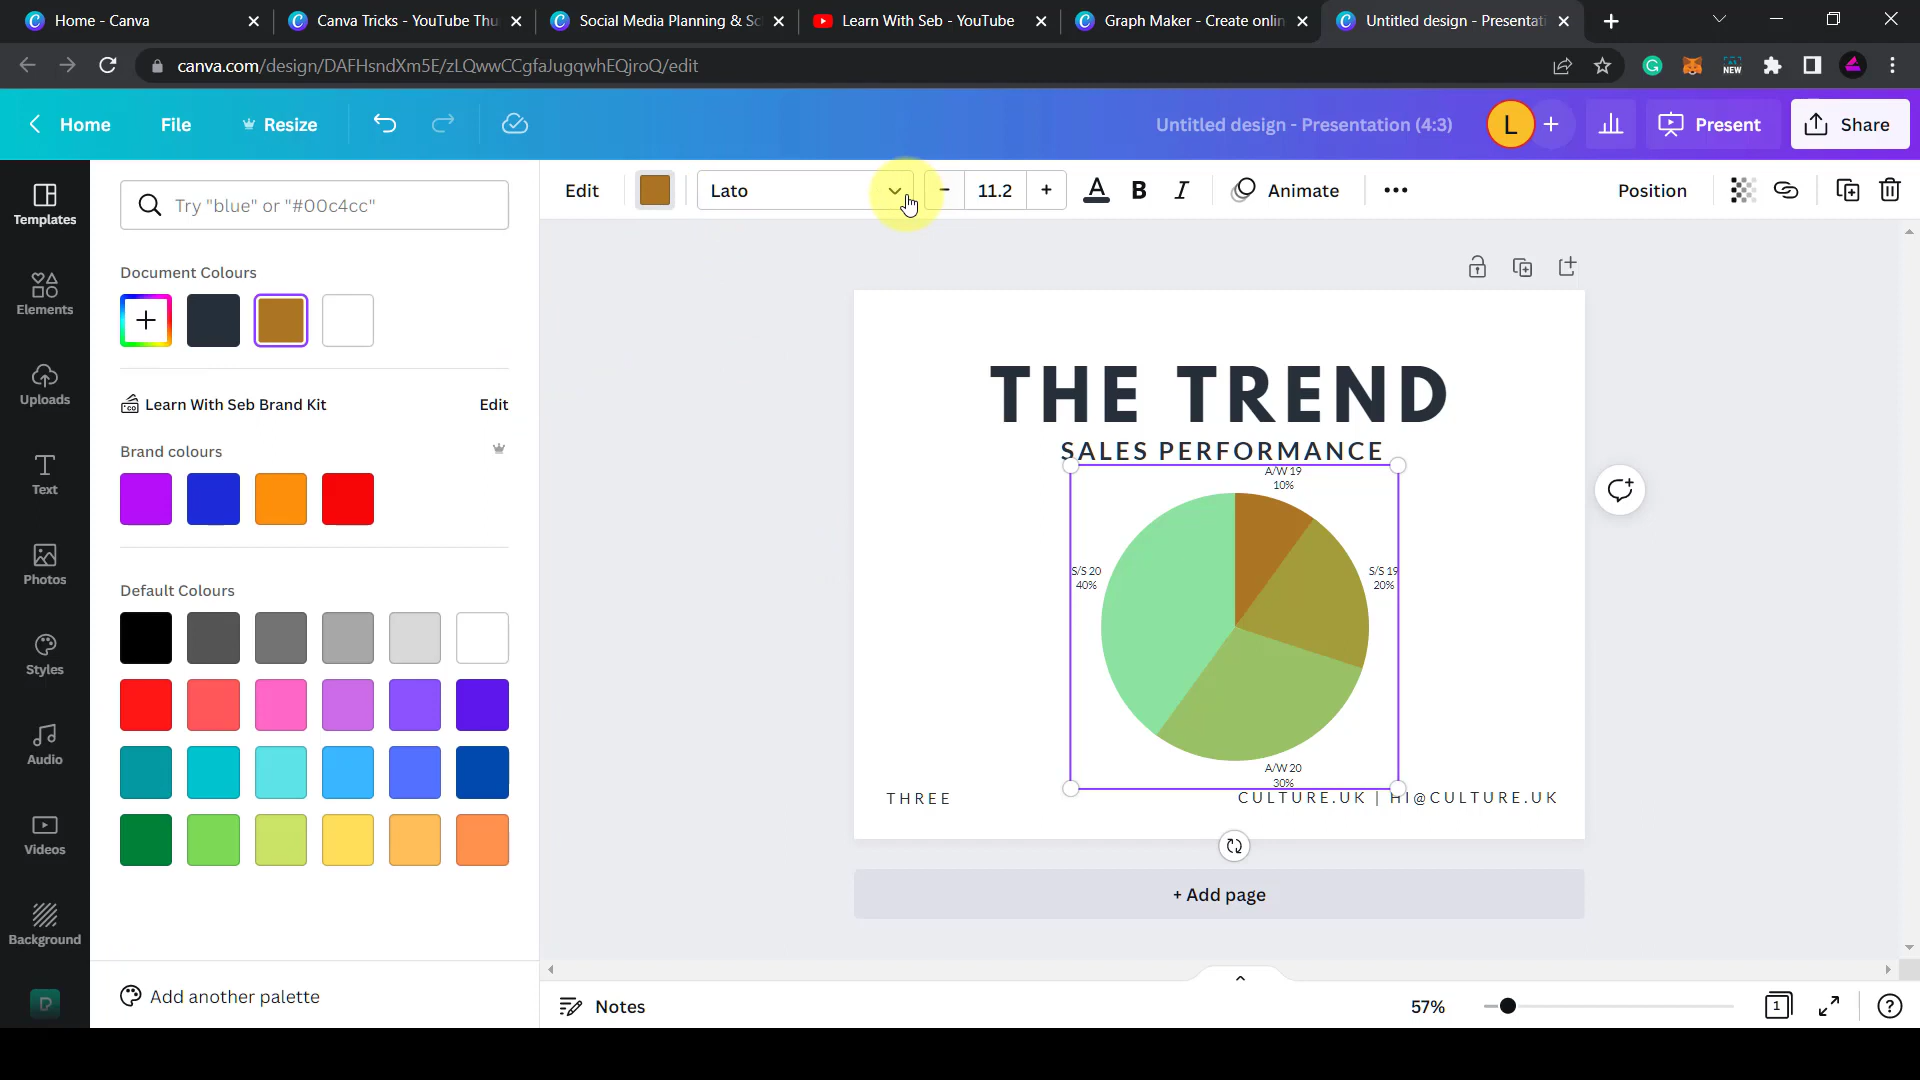 Home - Canva
Canva Tricks - YouTube Thu
Social Media Planning & Sc
Learn With Seb - YouTube
Graph Maker - Create onlin
Untitled design - Presentati
canva.com/design/DAFHsndXm5E/zLQwwCCgfaJugqwhEQjroQ/edit
NEW
Home
File
Resize
Untitled design - Presentation (4:3)
L
Present
Share
Templates
Elements
Uploads
Text
Photos
Styles
Audio
Videos
Background
Try "blue" or "#00c4cc"
Document Colours
Learn With Seb Brand Kit
Edit
Brand colours
Default Colours
Add another palette
Edit
Lato
11.2
A
B
I
Animate
Position
THE TREND
SALES PERFORMANCE
A/W 19
10%
S/S 20
40%
S/S 19
20%
A/W 20
30%
THREE
CULTURE.UK | HI@CULTURE.UK
+ Add page
Notes
57%
1